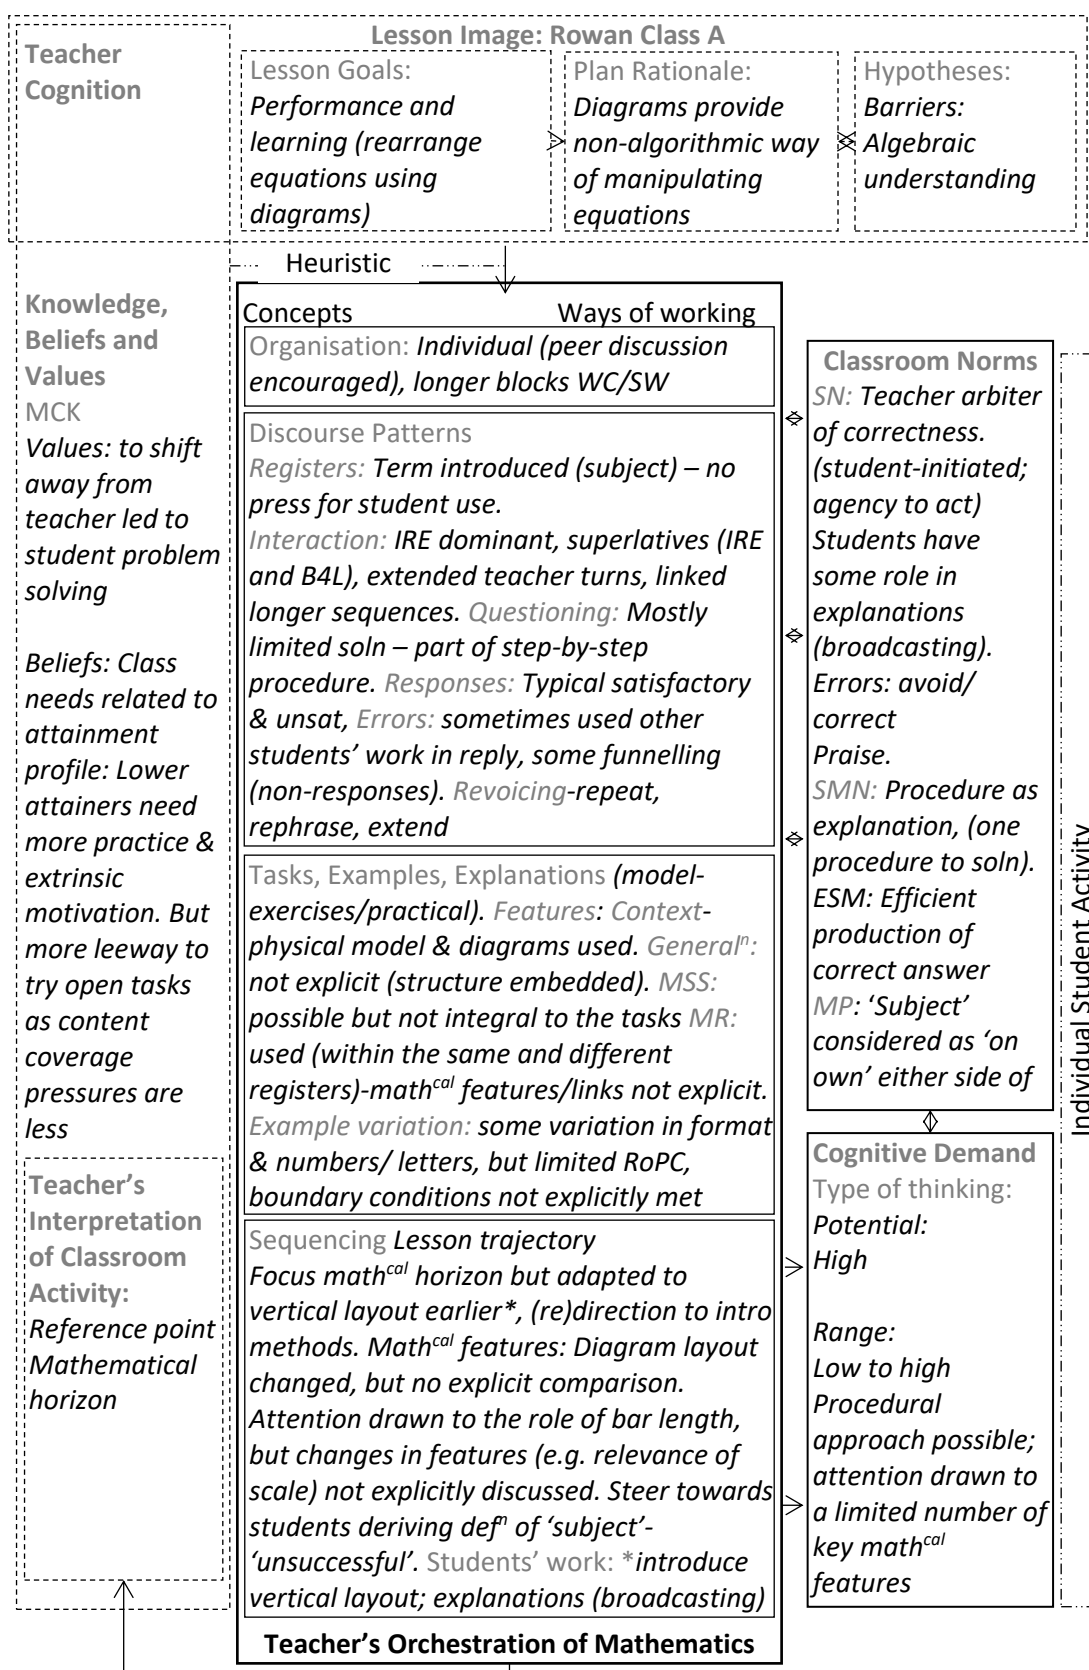 Lesson Image: Rowan Class A
Teacher
Cognition
Lesson Goals:
Performance and
learning (rearrange
equations using
diagrams)
Plan Rationale:
Diagrams provide
non-algorithmic way
of manipulating
equations
Hypotheses:
Barriers:
Algebraic
understanding
Heuristic
Knowledge,
Beliefs and
Values
MCK
Values: to shift
away from
teacher led to
student problem
solving
Beliefs: Class
needs related to
attainment
profile: Lower
attainers need
more practice &
extrinsic
motivation. But
more leeway to
try open tasks
as content
coverage
pressures are
less
Teacher’s
Interpretation
of Classroom
Activity:
Reference point
Mathematical
horizon
Concepts Ways of working
Organisation: Individual (peer discussion
encouraged), longer blocks WC/SW
Discourse Patterns
Registers: Term introduced (subject) – no
press for student use.
Interaction: IRE dominant, superlatives (IRE
and B4L), extended teacher turns, linked
longer sequences. Questioning: Mostly
limited soln – part of step-by-step
procedure. Responses: Typical satisfactory
& unsat, Errors: sometimes used other
students’ work in reply, some funnelling
(non-responses). Revoicing-repeat,
rephrase, extend
Tasks, Examples, Explanations (model-
exercises/practical). Features: Context-
physical model & diagrams used. Generalⁿ:
not explicit (structure embedded). MSS:
possible but not integral to the tasks MR:
used (within the same and different
registers)-math^cal features/links not explicit.
Example variation: some variation in format
& numbers/ letters, but limited RoPC,
boundary conditions not explicitly met
Sequencing Lesson trajectory
Focus math^cal horizon but adapted to
vertical layout earlier*, (re)direction to intro
methods. Math^cal features: Diagram layout
changed, but no explicit comparison.
Attention drawn to the role of bar length,
but changes in features (e.g. relevance of
scale) not explicitly discussed. Steer towards
students deriving defⁿ of ‘subject’-
‘unsuccessful’. Students’ work: *introduce
vertical layout; explanations (broadcasting)
Teacher’s Orchestration of Mathematics
Classroom Norms
SN: Teacher arbiter
of correctness.
(student-initiated;
agency to act)
Students have
some role in
explanations
(broadcasting).
Errors: avoid/
correct
Praise.
SMN: Procedure as
explanation, (one
procedure to soln).
ESM: Efficient
production of
correct answer
MP: ‘Subject’
considered as ‘on
own’ either side of
Cognitive Demand
Type of thinking:
Potential:
High
Range:
Low to high
Procedural
approach possible;
attention drawn to
a limited number of
key math^cal
features
Individual Student Activity